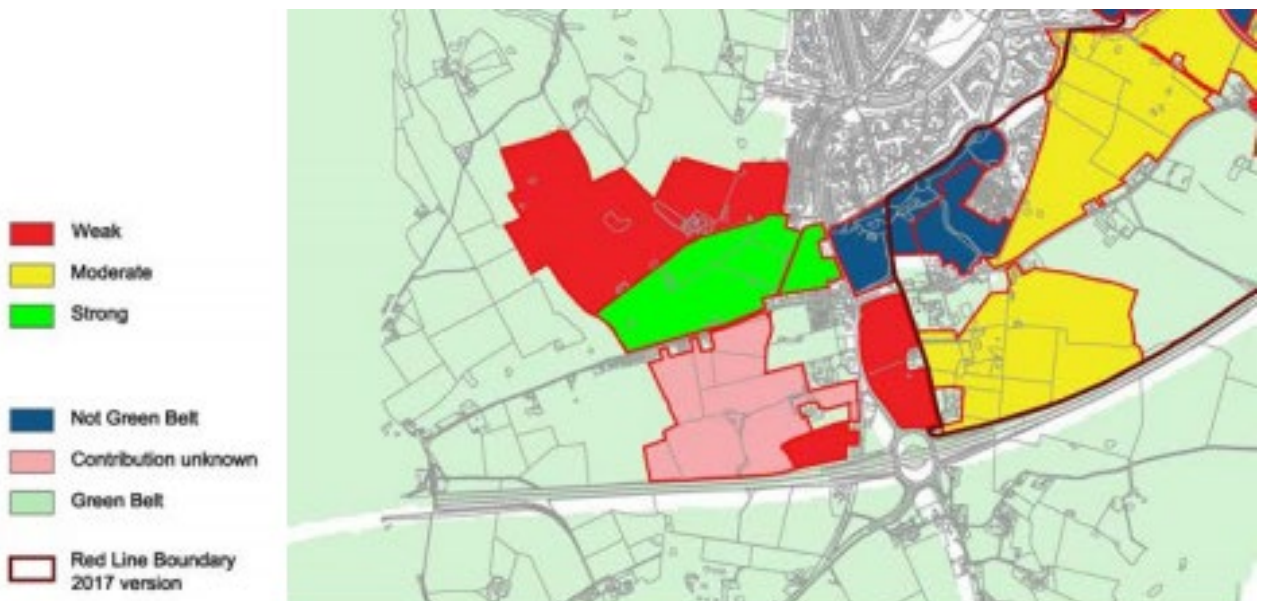 Weak
Moderate
Strong
Not Green Belt
Contribution unknown
Green Belt
Red Line Boundary
2017 version